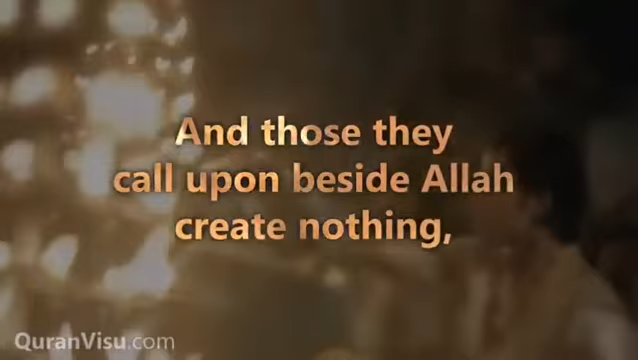 And those they
call upon beside Allah
create nothing,
QuranVisu.com